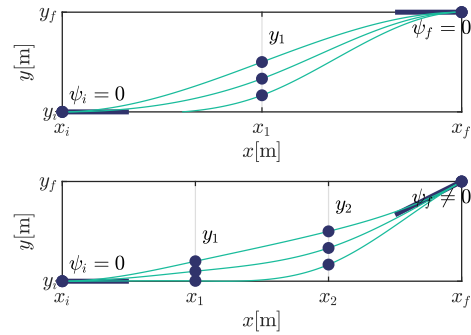 y_f
ψ_f = 0
y_1
y[m]
ψ_i = 0
y_i
x_i x_1 x_f
x[m]
y_f
ψ_f ≠ 0
y_2
y_1
y[m]
ψ_i = 0
y_i
x_i x_1 x_2 x_f
x[m]